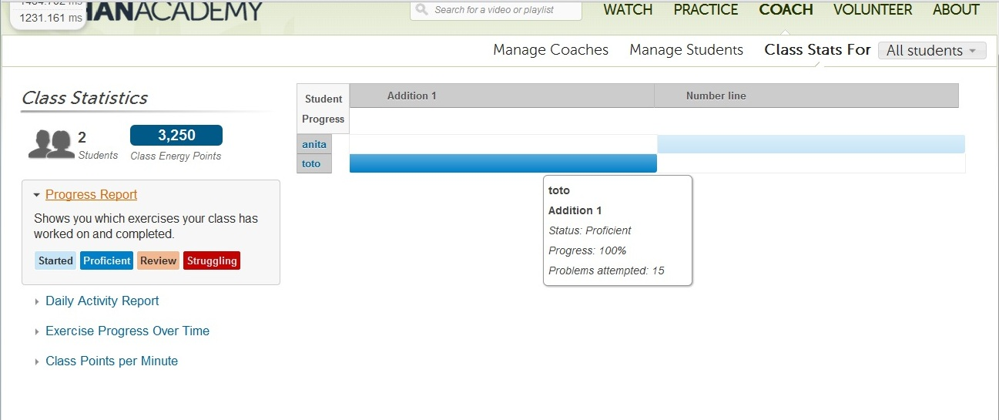 1231.161 ms
HANACADEMY
Search for a video or playlist
WATCH
PRACTICE
COACH
VOLUNTEER
ABOUT
Manage Coaches
Manage Students
Class Stats For
All students
Class Statistics
2
Students
3,250
Class Energy Points
Progress Report
Shows you which exercises your class has
worked on and completed.
Started
Proficient
Review
Struggling
Daily Activity Report
Exercise Progress Over Time
Class Points per Minute
Student
Progress
Addition 1
Number line
anita
toto
toto
Addition 1
Status: Proficient
Progress: 100%
Problems attempted: 15